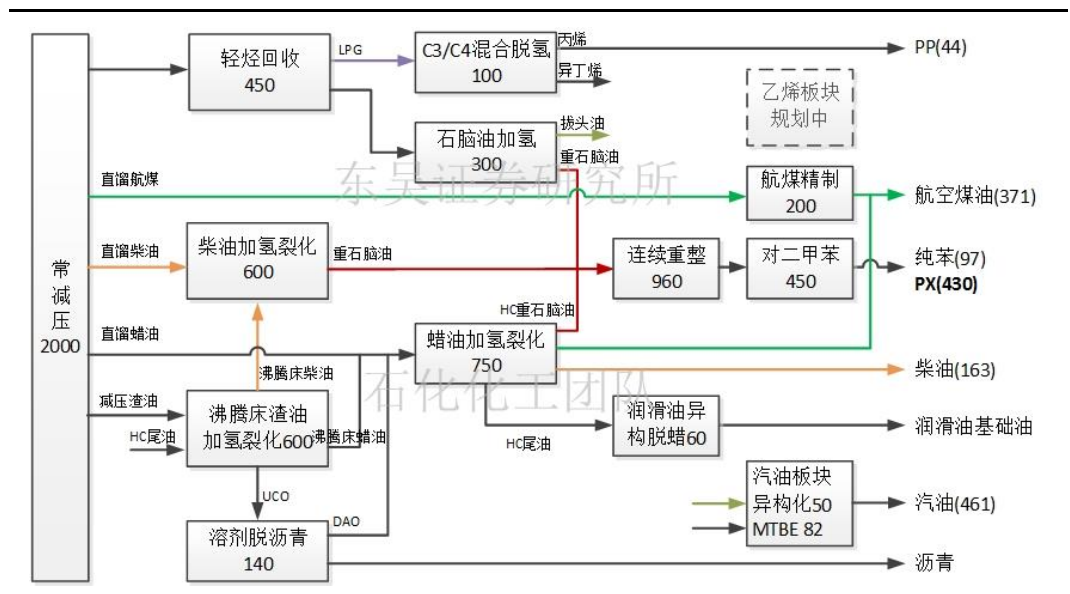 常
减
压
2000
轻烃回收
450
LPG
C3/C4混合脱氢
100
丙烯
异丁烯
PP(44)
乙烯板块
规划中
石脑油加氢
300
拔头油
重石脑油
东吴证券研究所
直馏航煤
航煤精制
200
航空煤油(371)
直馏柴油
柴油加氢裂化
600
重石脑油
连续重整
960
对二甲苯
450
纯苯(97)
PX(430)
HC重石脑油
直馏蜡油
蜡油加氢裂化
750
柴油(163)
沸腾床柴油
石化化工团队
减压渣油
HC尾油
沸腾床渣油
加氢裂化600
沸腾床蜡油
HC尾油
润滑油异
构脱蜡60
润滑油基础油
UCO
DAO
溶剂脱沥青
140
汽油板块
异构化50
MTBE 82
汽油(461)
沥青